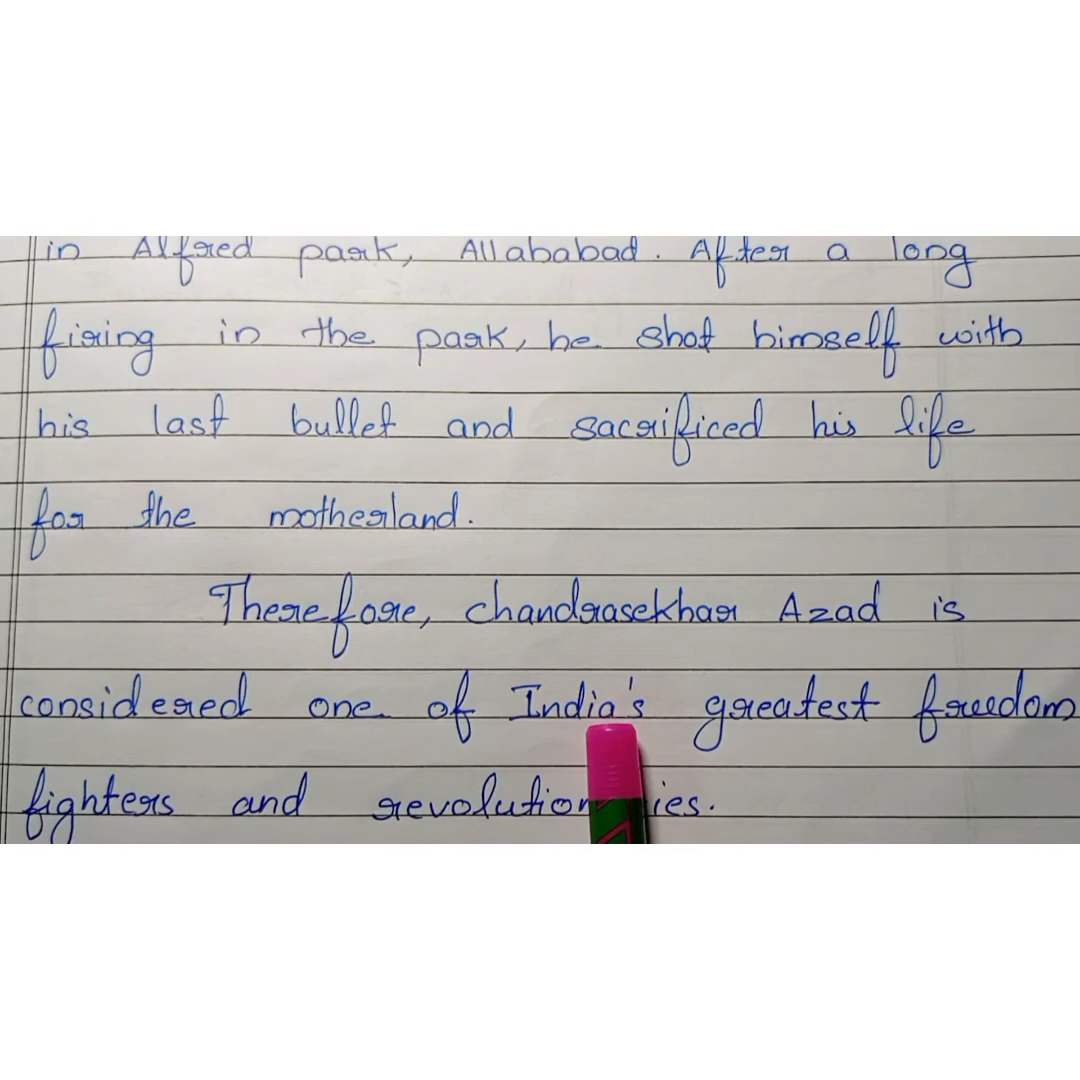 in Alfred park, Allahabad. After a long
firing in the park, he shot himself with
his last bullet and sacrificed his life
for the motherland.
Therefore, chandrasekhar Azad is
considered one of India's greatest freedom
fighters and